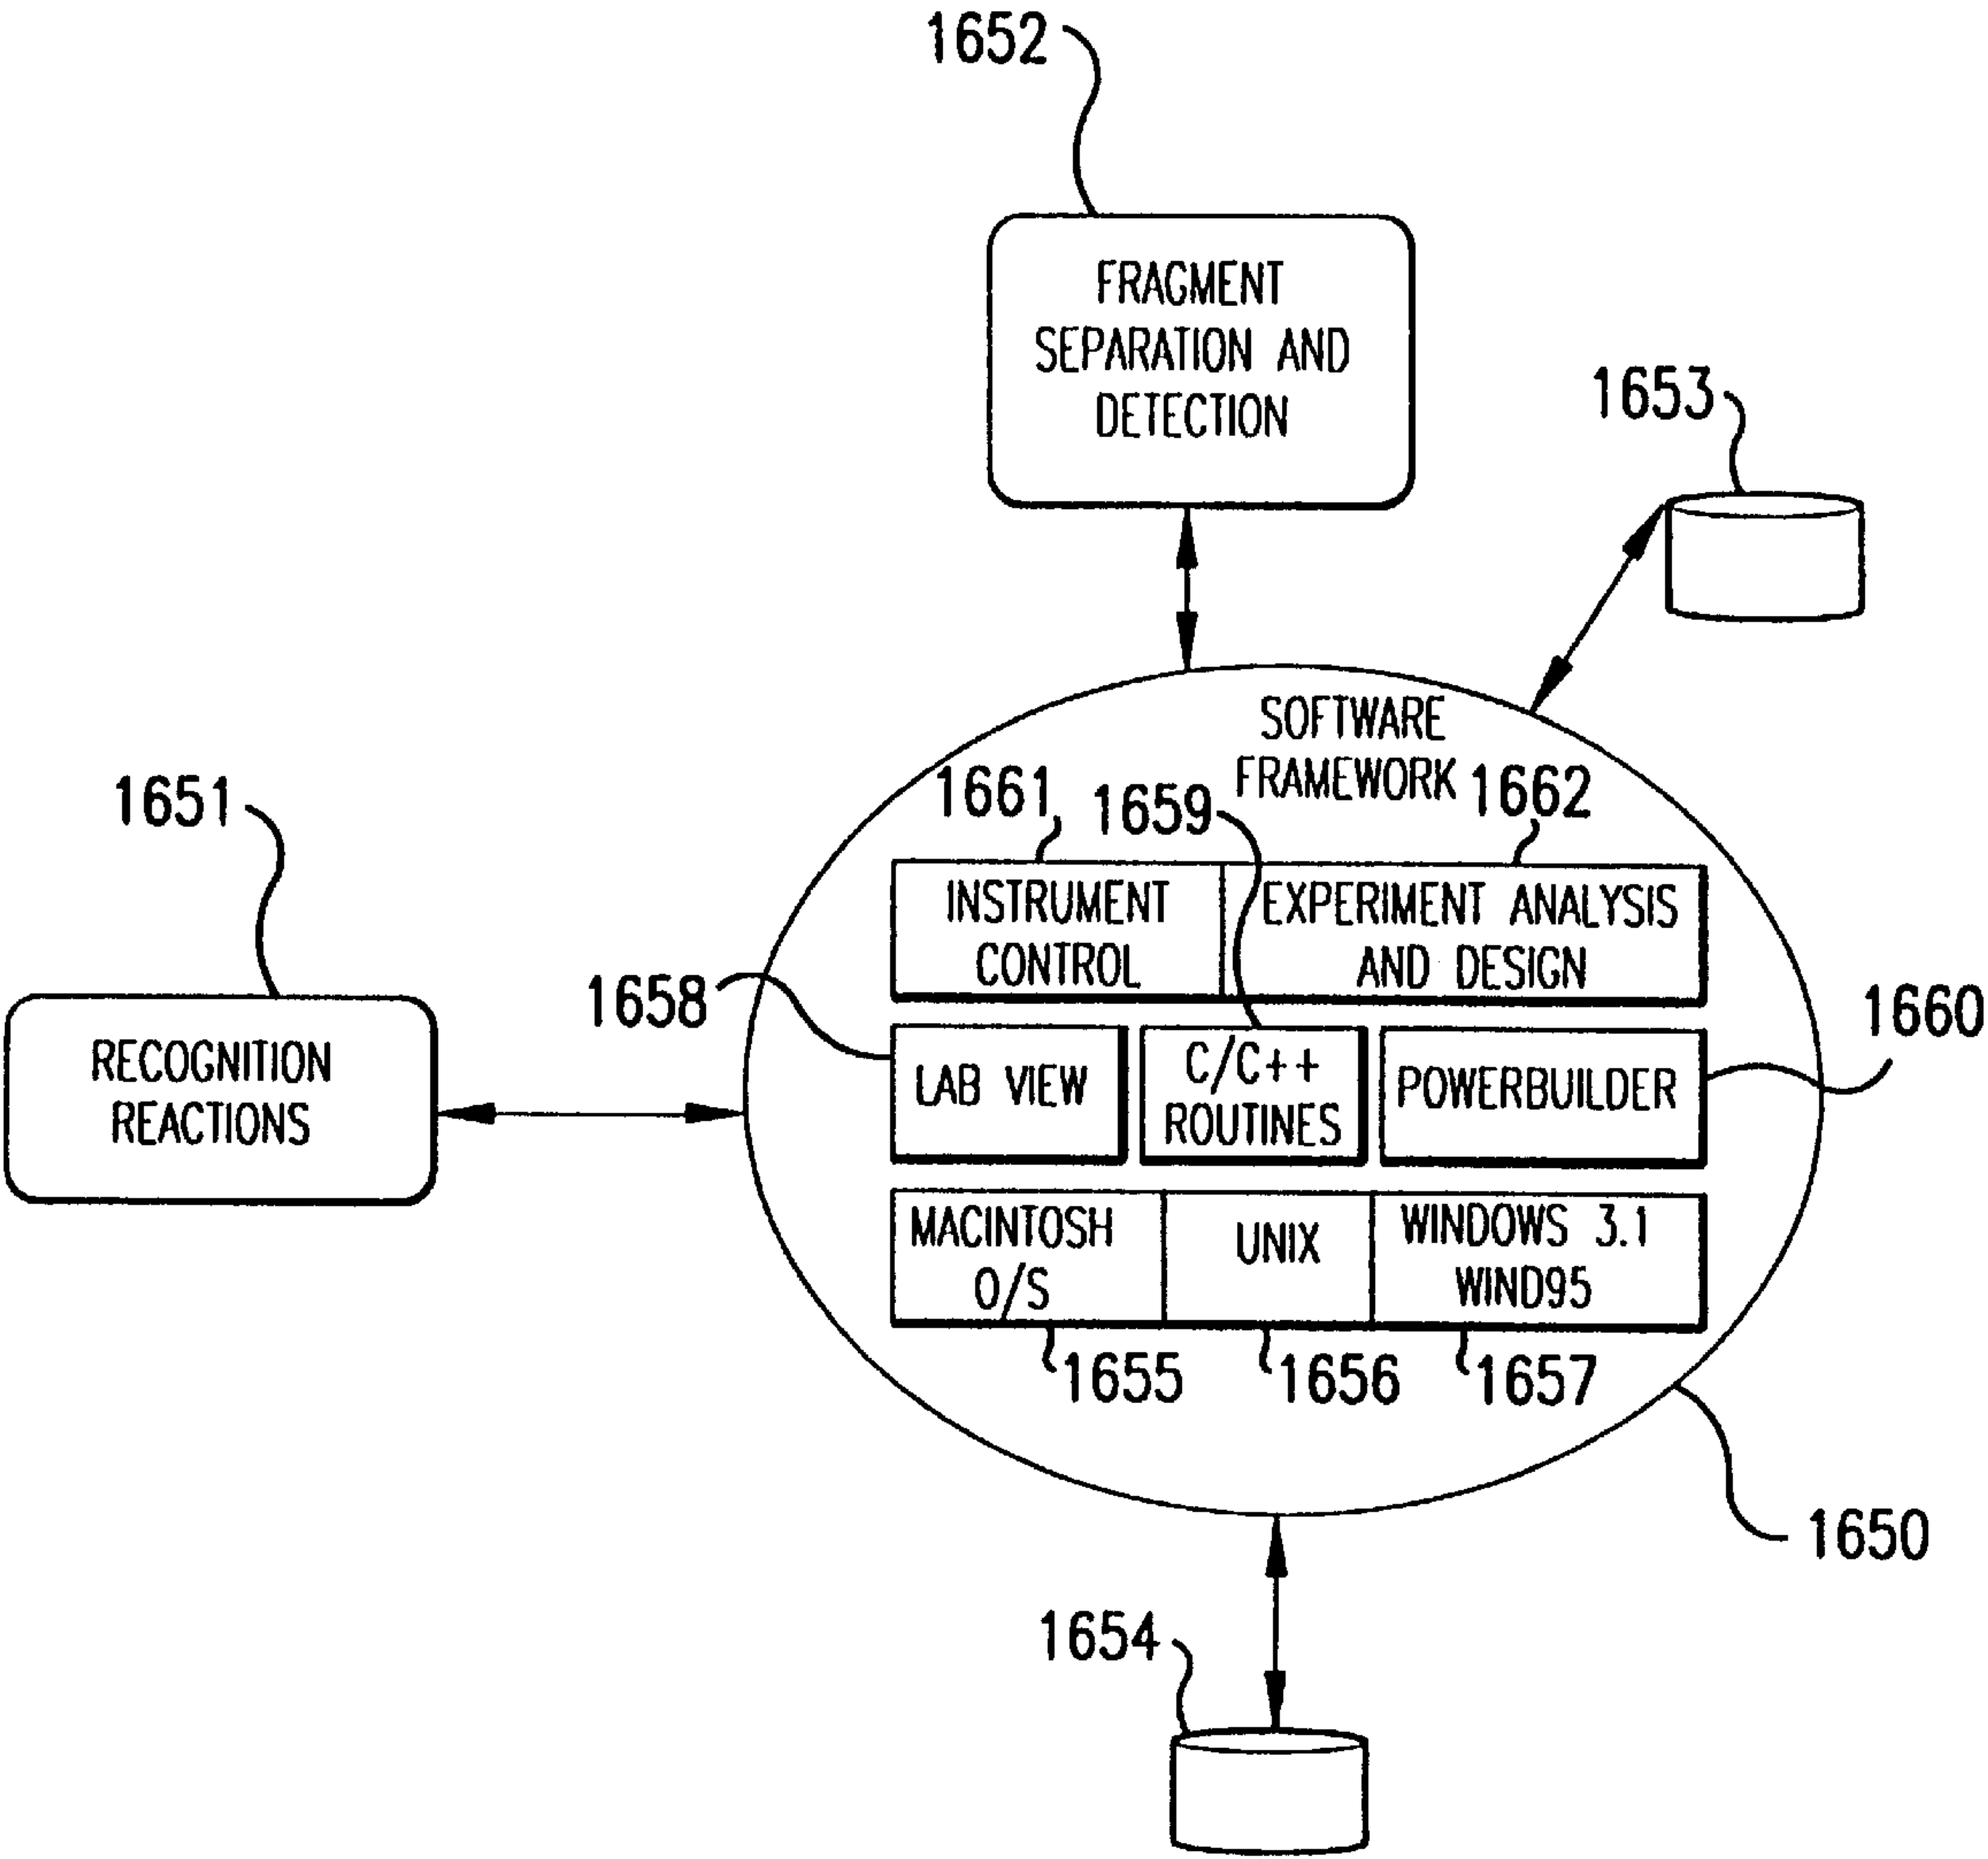 1652
FRAGMENT
SEPARATION AND
DETECTION
1653
SOFTWARE
FRAMEWORK
1661
1659
1662
1651
INSTRUMENT
CONTROL
EXPERIMENT ANALYSIS
AND DESIGN
1658
1660
RECOGNITION
REACTIONS
LAB VIEW
C/C++
ROUTINES
POWERBUILDER
MACINTOSH
O/S
UNIX
WINDOWS 3.1
WIND95
1655
1656
1657
1650
1654